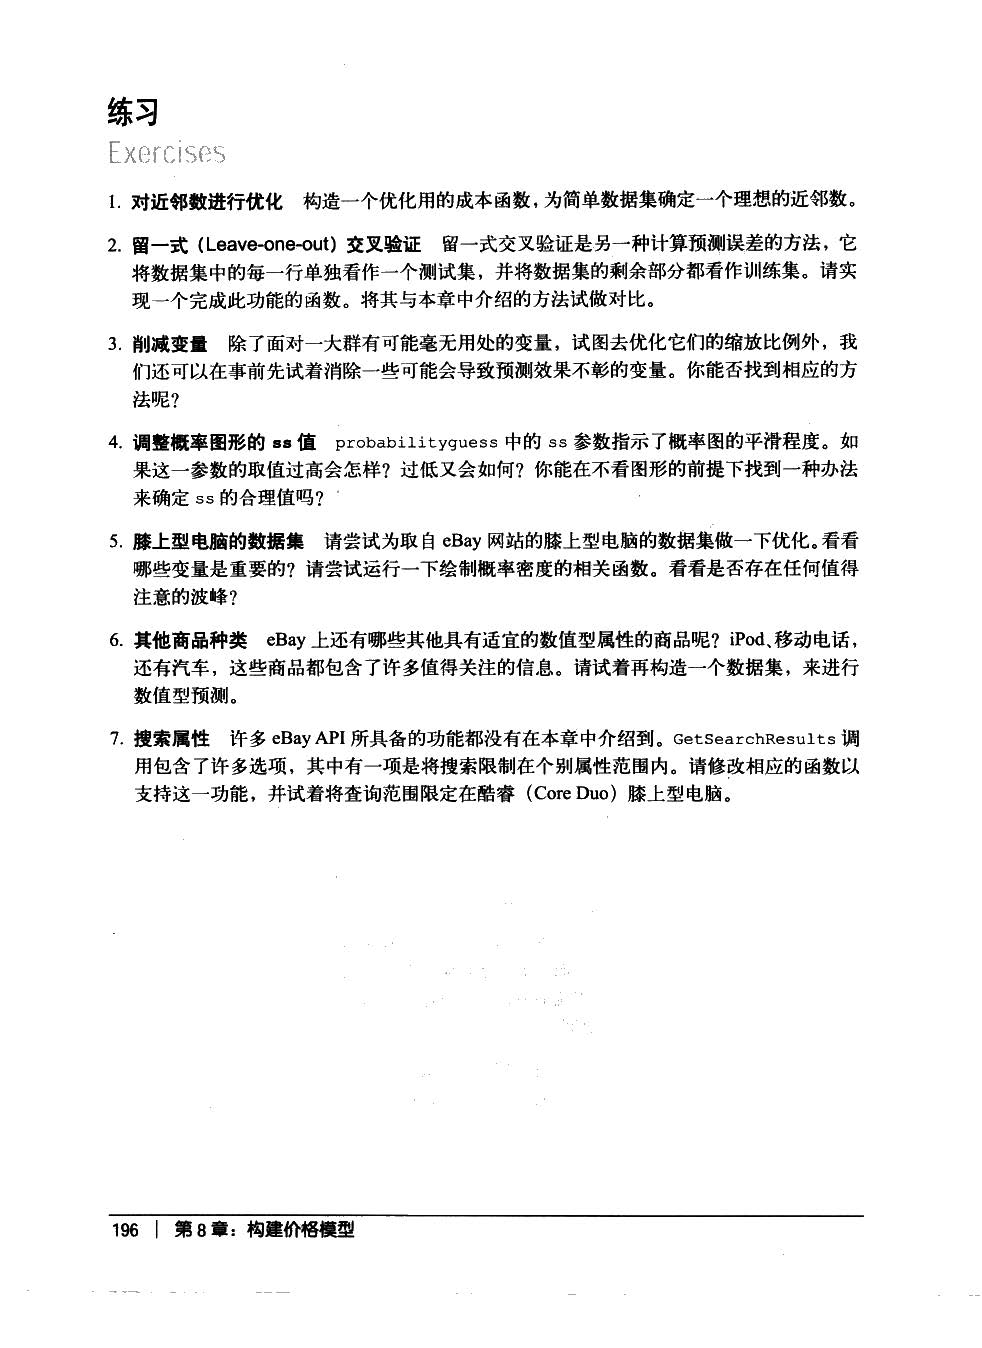 练习
Exercises
1. 对近邻数进行优化 构造一个优化用的成本函数，为简单数据集确定一个理想的近邻数。
2. 留一式（Leave-one-out）交叉验证 留一式交叉验证是另一种计算预测误差的方法，它
将数据集中的每一行单独看作一个测试集，并将数据集的剩余部分都看作训练集。请实
现一个完成此功能的函数。将其与本章中介绍的方法试做对比。
3. 削减变量 除了面对一大群有可能毫无用处的变量，试图去优化它们的缩放比例外，我
们还可以在事前先试着消除一些可能会导致预测效果不彰的变量。你能否找到相应的方
法呢？
4. 调整概率图形的 ss 值 probabilityguess 中的 ss 参数指示了概率图的平滑程度。如
果这一参数的取值过高会怎样？过低又会如何？你能在不看图形的前提下找到一种办法
来确定 ss 的合理值吗？
5. 膝上型电脑的数据集 请尝试为取自 eBay 网站的膝上型电脑的数据集做一下优化。看看
哪些变量是重要的？请尝试运行一下绘制概率密度的相关函数。看看是否存在任何值得
注意的波峰？
6. 其他商品种类 eBay 上还有哪些其他具有适宜的数值型属性的商品呢？iPod、移动电话，
还有汽车，这些商品都包含了许多值得关注的信息。请试着再构造一个数据集，来进行
数值型预测。
7. 搜索属性 许多 eBay API 所具备的功能都没有在本章中介绍到。GetSearchResults 调
用包含了许多选项，其中有一项是将搜索限制在个别属性范围内。请修改相应的函数以
支持这一功能，并试着将查询范围限定在酷睿（Core Duo）膝上型电脑。
196 | 第 8 章：构建价格模型